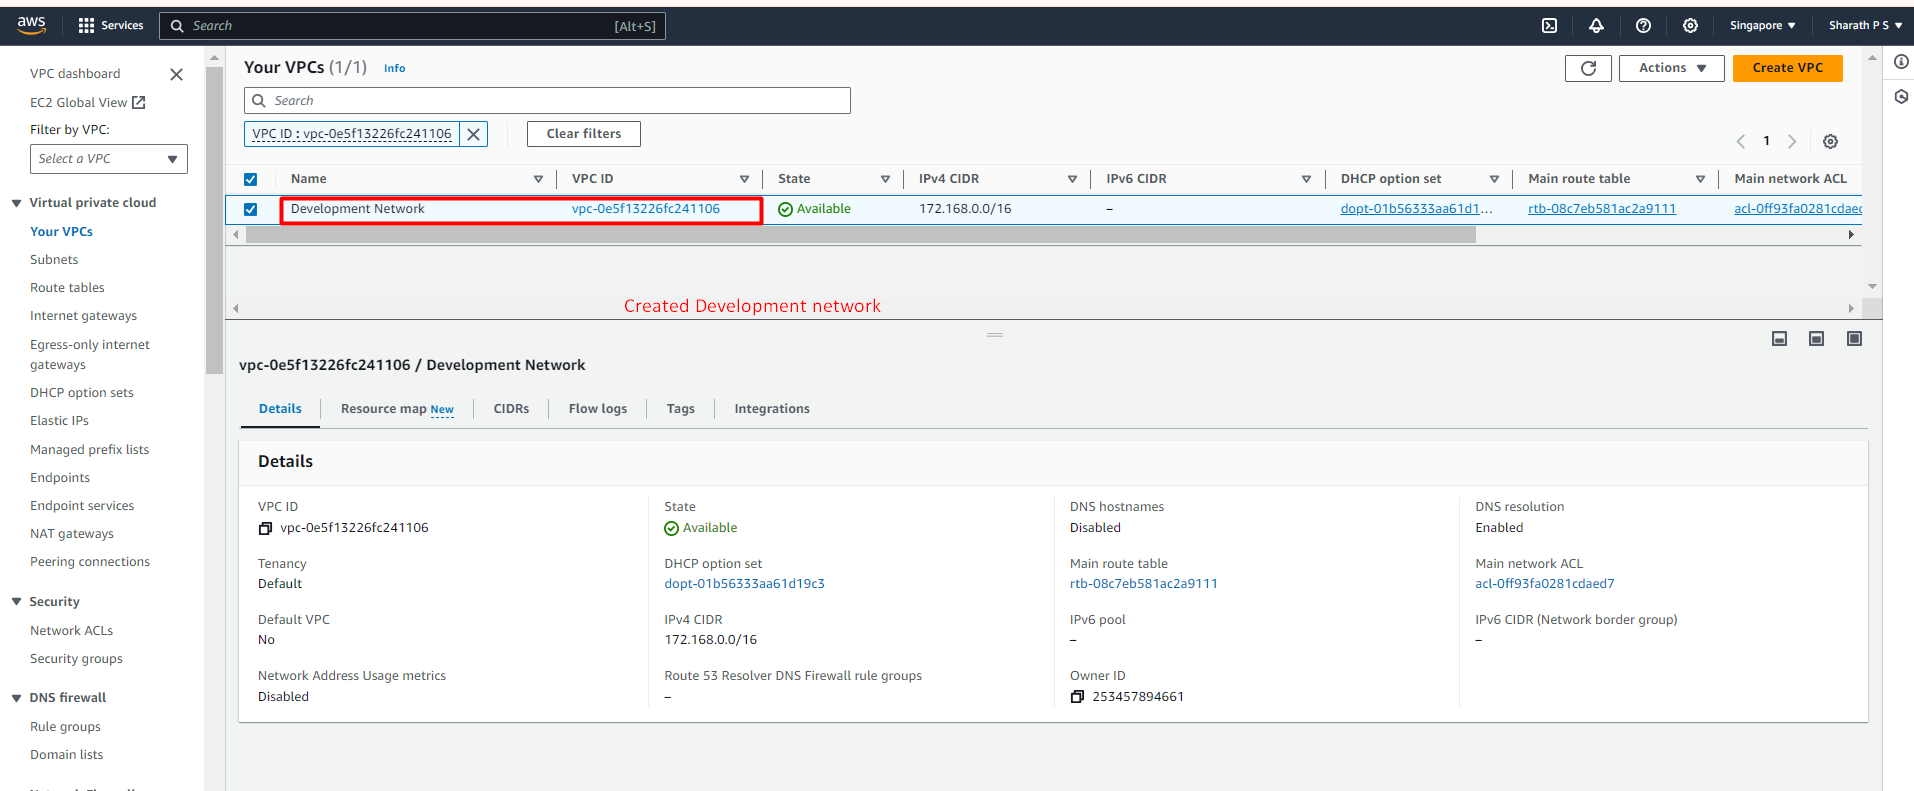 aws Services Search [Alt+S] Singapore Sharath P S
VPC dashboard
EC2 Global View
Filter by VPC:
Select a VPC
Virtual private cloud
Your VPCs
Subnets
Route tables
Internet gateways
Egress-only internet
gateways
DHCP option sets
Elastic IPs
Managed prefix lists
Endpoints
Endpoint services
NAT gateways
Peering connections
Security
Network ACLs
Security groups
DNS firewall
Rule groups
Domain lists
Your VPCs (1/1) Info
Actions Create VPC
Search
VPC ID : vpc-0e5f13226fc241106 Clear filters
1
Name VPC ID State IPv4 CIDR IPv6 CIDR DHCP option set Main route table Main network ACL
Development Network vpc-0e5f13226fc241106 Available 172.168.0.0/16 – dopt-01b56333aa61d1... rtb-08c7eb581ac2a9111 acl-0ff93fa0281cdaed
Created Development network
vpc-0e5f13226fc241106 / Development Network
Details Resource map New CIDRs Flow logs Tags Integrations
Details
VPC ID State DNS hostnames DNS resolution
vpc-0e5f13226fc241106 Available Disabled Enabled
Tenancy DHCP option set Main route table Main network ACL
Default dopt-01b56333aa61d19c3 rtb-08c7eb581ac2a9111 acl-0ff93fa0281cdaed7
Default VPC IPv4 CIDR IPv6 pool IPv6 CIDR (Network border group)
No 172.168.0.0/16 – –
Network Address Usage metrics Route 53 Resolver DNS Firewall rule groups Owner ID
Disabled – 253457894661